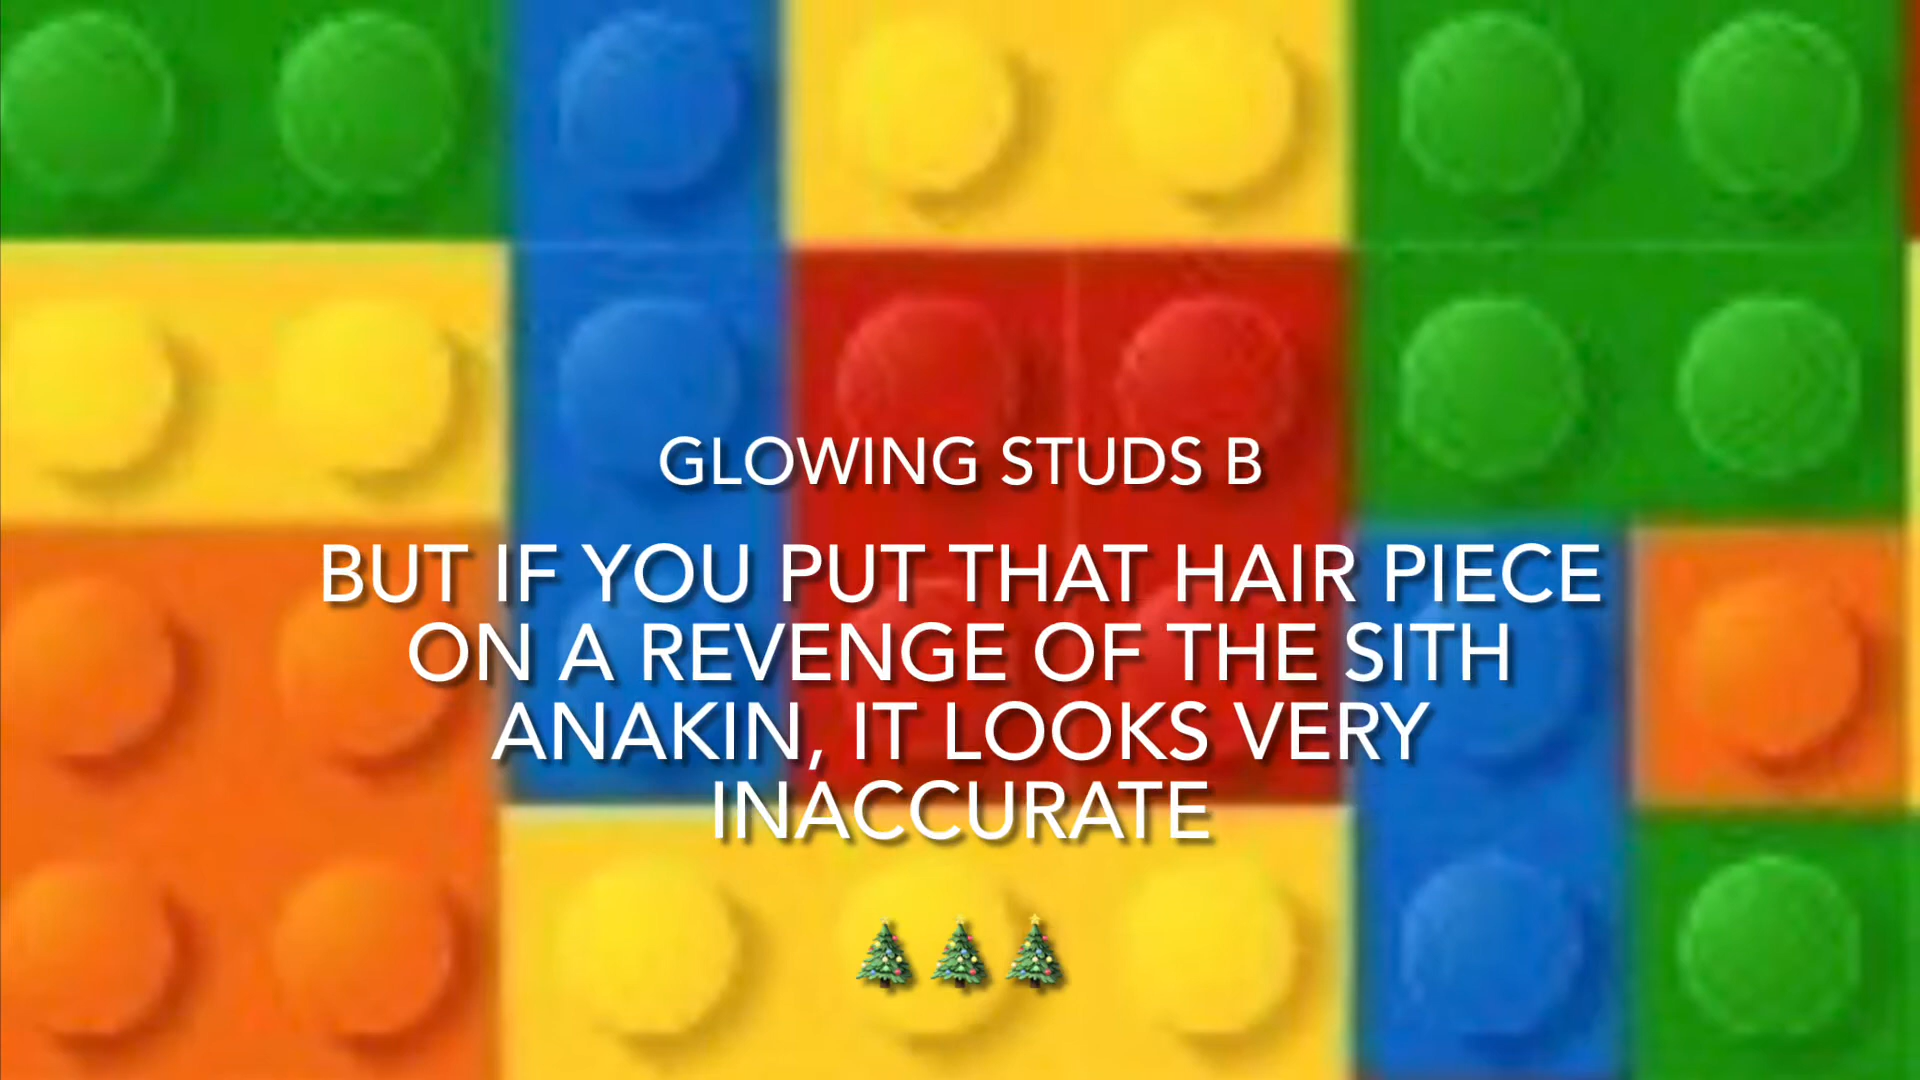 GLOWING STUDS B
BUT IF YOU PUT THAT HAIR PIECE
ON A REVENGE OF THE SITH
ANAKIN, IT LOOKS VERY
INACCURATE
🎄🎄🎄